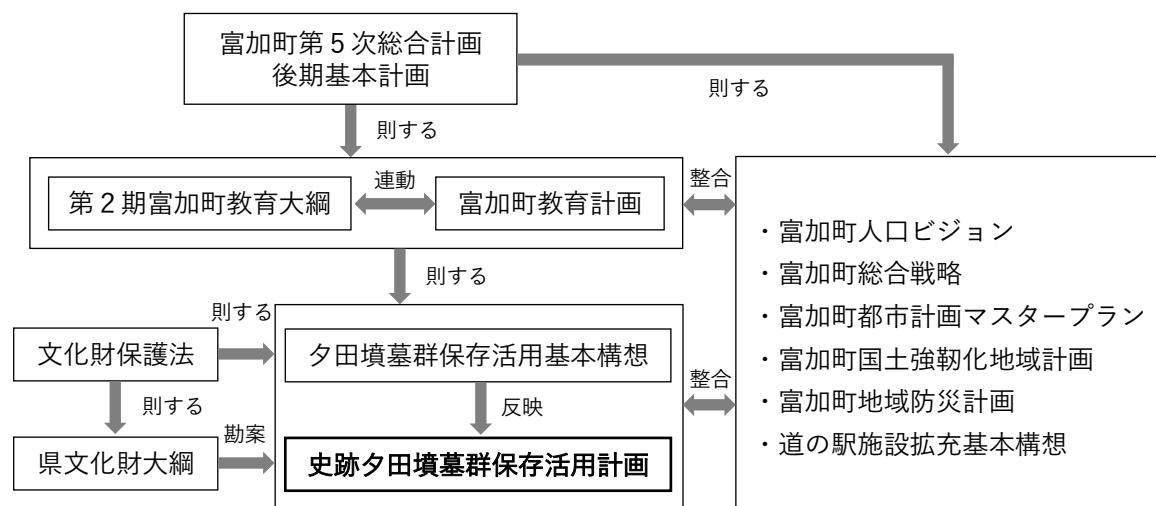 富加町第５次総合計画
後期基本計画
則する
則する
第２期富加町教育大綱
連動
富加町教育計画
整合
則する
則する
文化財保護法
夕田墳墓群保存活用基本構想
則する
反映
整合
県文化財大綱
勘案
史跡夕田墳墓群保存活用計画
・富加町人口ビジョン
・富加町総合戦略
・富加町都市計画マスタープラン
・富加町国土強靭化地域計画
・富加町地域防災計画
・道の駅施設拡充基本構想